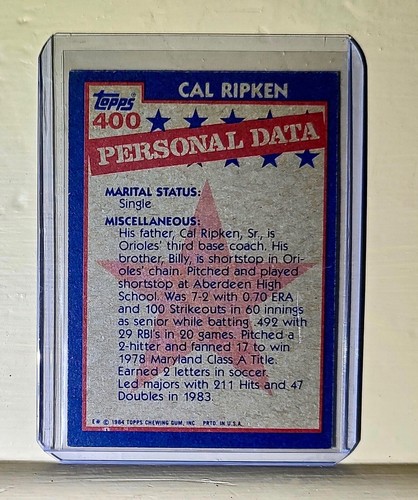 CAL RIPKEN
Topps
400
PERSONAL DATA
MARITAL STATUS:
Single
MISCELLANEOUS:
His father, Cal Ripken, Sr., is
Orioles' third base coach. His
brother, Billy, is shortstop in Ori-
oles' chain. Pitched and played
shortstop at Aberdeen High
School. Was 7-2 with 0.70 ERA
and 100 Strikeouts in 60 innings
as senior while batting .492 with
29 RBI's in 20 games. Pitched a
2-hitter and fanned 17 to win
1978 Maryland Class A Title.
Earned 2 letters in soccer.
Led majors with 211 Hits and 47
Doubles in 1983.
E* © 1984 TOPPS CHEWING GUM, INC. PRTD. IN U.S.A.